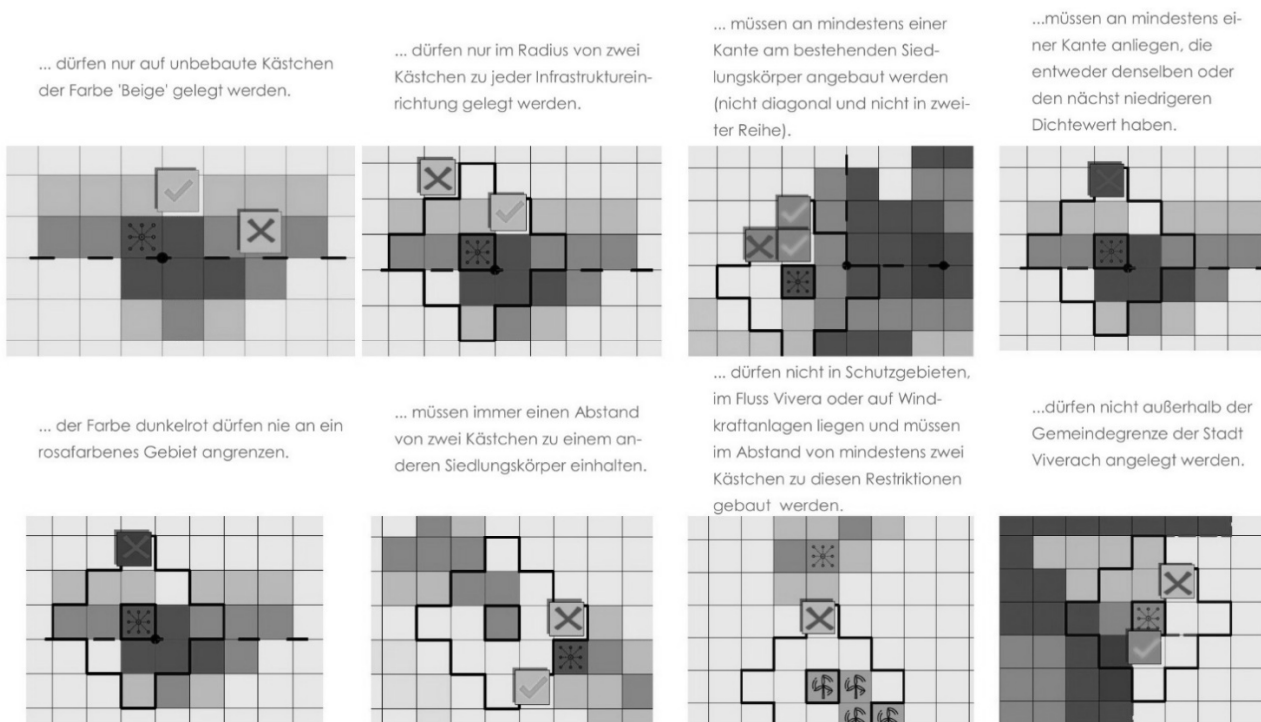 ... dürfen nur auf unbebaute Kästchen
der Farbe 'Beige' gelegt werden.
... dürfen nur im Radius von zwei
Kästchen zu jeder Infrastrukturein-
richtung gelegt werden.
... müssen an mindestens einer
Kante am bestehenden Sied-
lungskörper angebaut werden
(nicht diagonal und nicht in zwei-
ter Reihe).
...müssen an mindestens ei-
ner Kante anliegen, die
entweder denselben oder
den nächst niedrigeren
Dichtewert haben.
... der Farbe dunkelrot dürfen nie an ein
rosafarbenes Gebiet angrenzen.
... müssen immer einen Abstand
von zwei Kästchen zu einem an-
deren Siedlungskörper einhalten.
... dürfen nicht in Schutzgebieten,
im Fluss Vivera oder auf Wind-
kraftanlagen liegen und müssen
im Abstand von mindestens zwei
Kästchen zu diesen Restriktionen
gebaut werden.
...dürfen nicht außerhalb der
Gemeindegrenze der Stadt
Viverach angelegt werden.